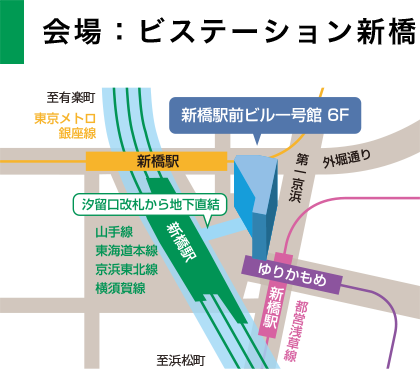 会場：ビステーション新橋
至有楽町
東京メトロ
銀座線
新橋駅前ビル一号館 6F
新橋駅
第一京浜
外堀通り
汐留口改札から地下直結
山手線
東海道本線
京浜東北線
横須賀線
新橋駅
ゆりかもめ
新橋駅
都営浅草線
至浜松町